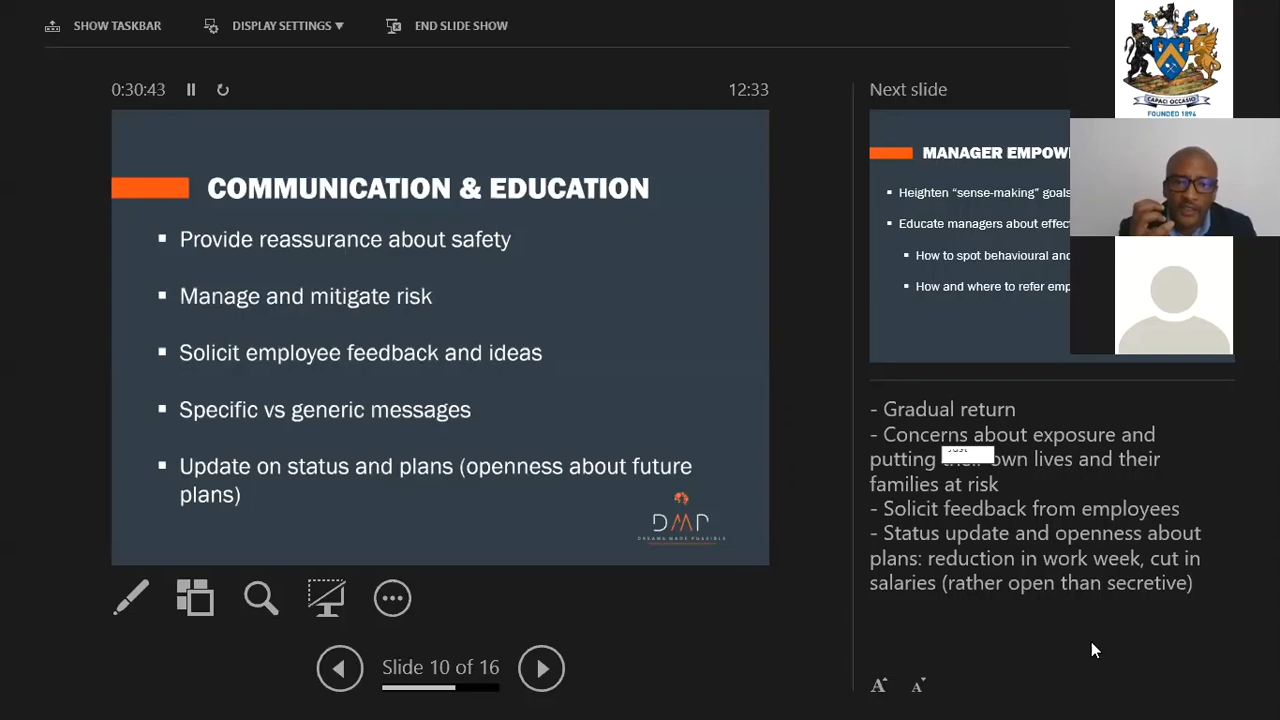 SHOW TASKBAR
DISPLAY SETTINGS ▼
END SLIDE SHOW
0:30:43
12:33
COMMUNICATION & EDUCATION
▪ Provide reassurance about safety
▪ Manage and mitigate risk
▪ Solicit employee feedback and ideas
▪ Specific vs generic messages
▪ Update on status and plans (openness about future
plans)
DMP
DREAMS MADE POSSIBLE
Slide 10 of 16
Next slide
MANAGER EMPOW
▪ Heighten “sense-making” goals
▪ Educate managers about effec
▪ How to spot behavioural and
▪ How and where to refer emp
CAPACI OCCASIO
FOUNDED 1894
- Gradual return
- Concerns about exposure and
putting their own lives and their
families at risk
- Solicit feedback from employees
- Status update and openness about
plans: reduction in work week, cut in
salaries (rather open than secretive)
A A